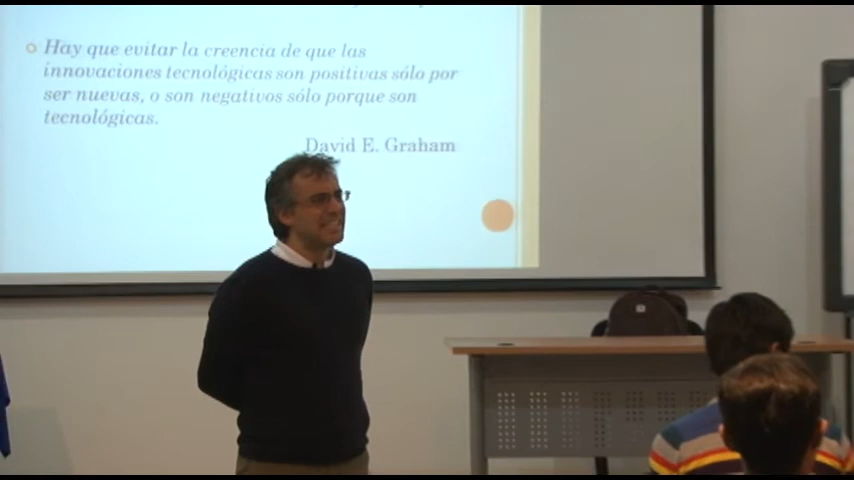 Hay que evitar la creencia de que las
innovaciones tecnológicas son positivas sólo por
ser nuevas, o son negativos sólo porque son
tecnológicas.
David E. Graham